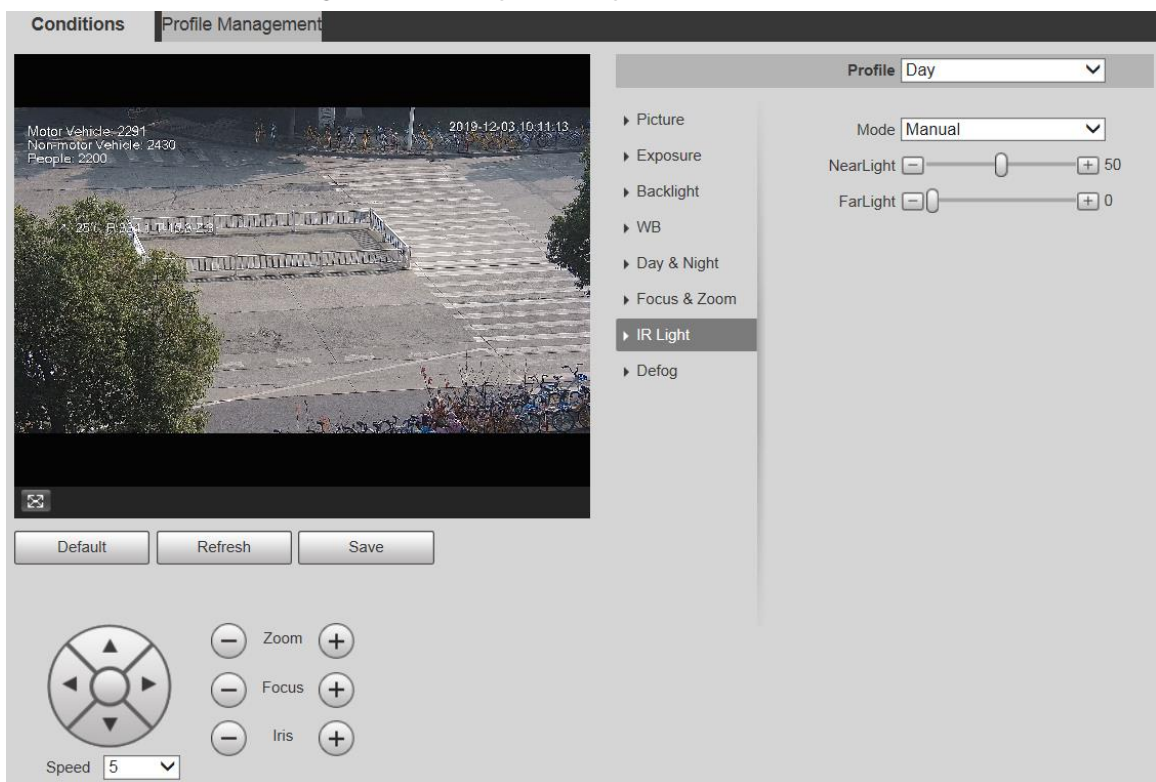 Conditions
Profile Management
Profile Day
Motor Vehicle: 2291
Non-motor Vehicle: 2430
People: 2200
2019-12-03 10:11:13
Picture
Exposure
Backlight
WB
Day & Night
Focus & Zoom
IR Light
Defog
Mode Manual
NearLight 50
FarLight 0
Default
Refresh
Save
Zoom
Focus
Iris
Speed 5